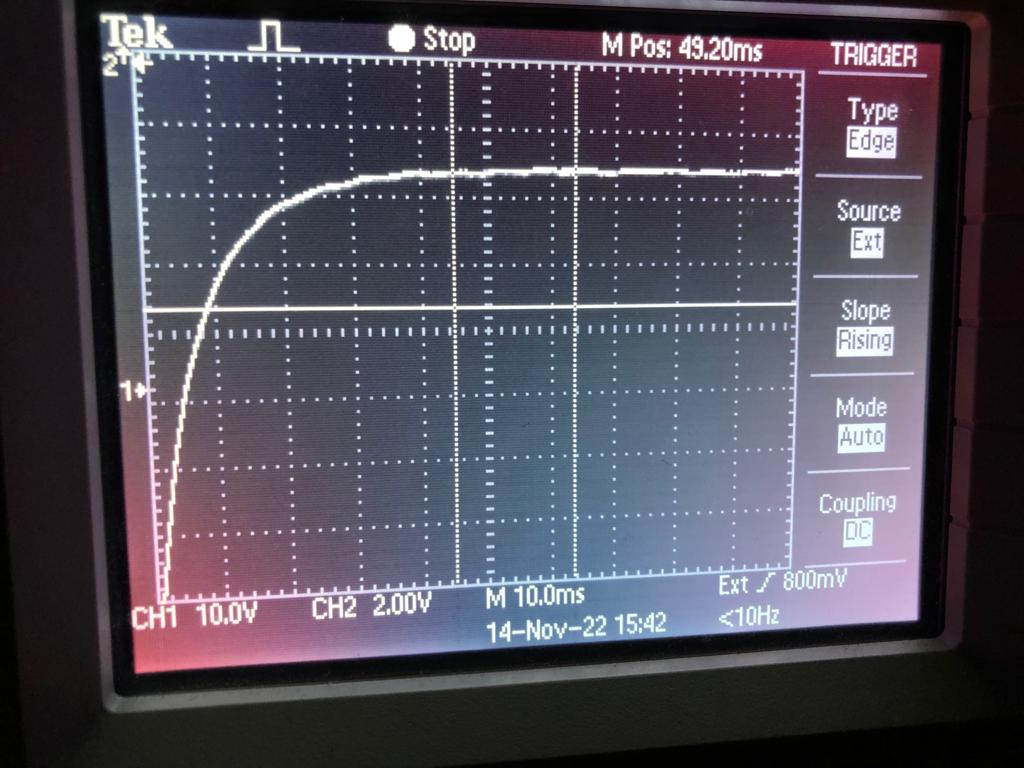 Tek Stop M Pos: 49.20ms TRIGGER
2
Type
Edge
Source
Ext
Slope
Rising
1
Mode
Auto
Coupling
DC
CH1 10.0V CH2 2.00V M 10.0ms Ext 800mV
14-Nov-22 15:42 <10Hz